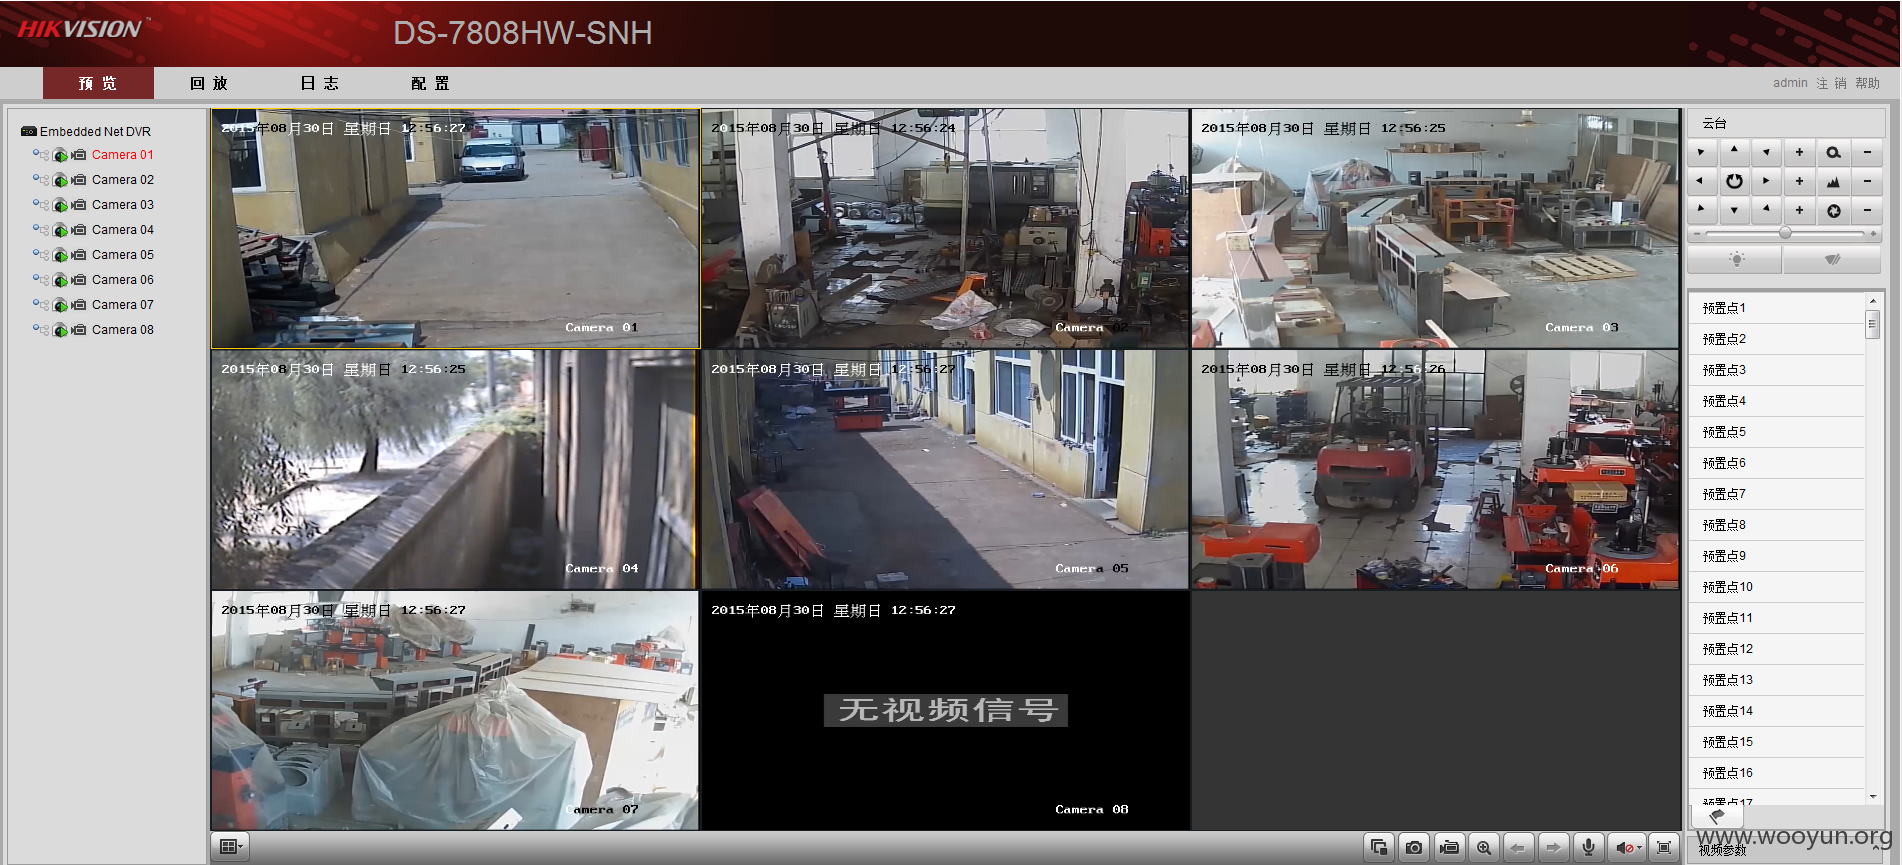 HIKVISION™
DS-7808HW-SNH
预览 回放 日志 配置
admin 注销 帮助
Embedded Net DVR
Camera 01
Camera 02
Camera 03
Camera 04
Camera 05
Camera 06
Camera 07
Camera 08
2015年08月30日 星期日 12:56:27
Camera 01
2015年08月30日 星期日 12:56:24
Camera 02
2015年08月30日 星期日 12:56:25
Camera 03
2015年08月30日 星期日 12:56:25
Camera 04
2015年08月30日 星期日 12:56:27
Camera 05
2015年08月30日 星期日 12:56:26
Camera 06
2015年08月30日 星期日 12:56:27
Camera 07
2015年08月30日 星期日 12:56:27
无视频信号
Camera 08
云台
预置点1
预置点2
预置点3
预置点4
预置点5
预置点6
预置点7
预置点8
预置点9
预置点10
预置点11
预置点12
预置点13
预置点14
预置点15
预置点16
预置点17
视频参数
www.wooyun.org